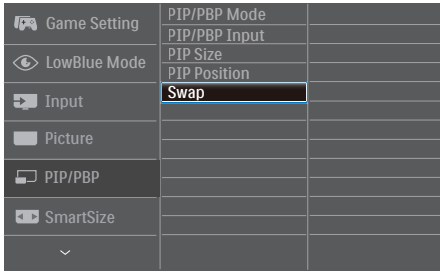 Game Setting
LowBlue Mode
Input
Picture
PIP/PBP
SmartSize
PIP/PBP Mode
PIP/PBP Input
PIP Size
PIP Position
Swap